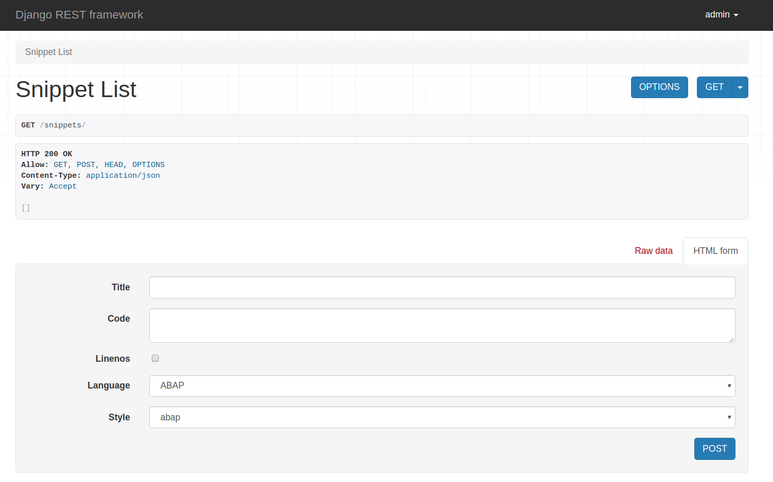 Django REST framework
admin
Snippet List
Snippet List
OPTIONS
GET
GET /snippets/
HTTP 200 OK
Allow: GET, POST, HEAD, OPTIONS
Content-Type: application/json
Vary: Accept
[]
Raw data
HTML form
Title
Code
Linenos
Language
ABAP
Style
abap
POST